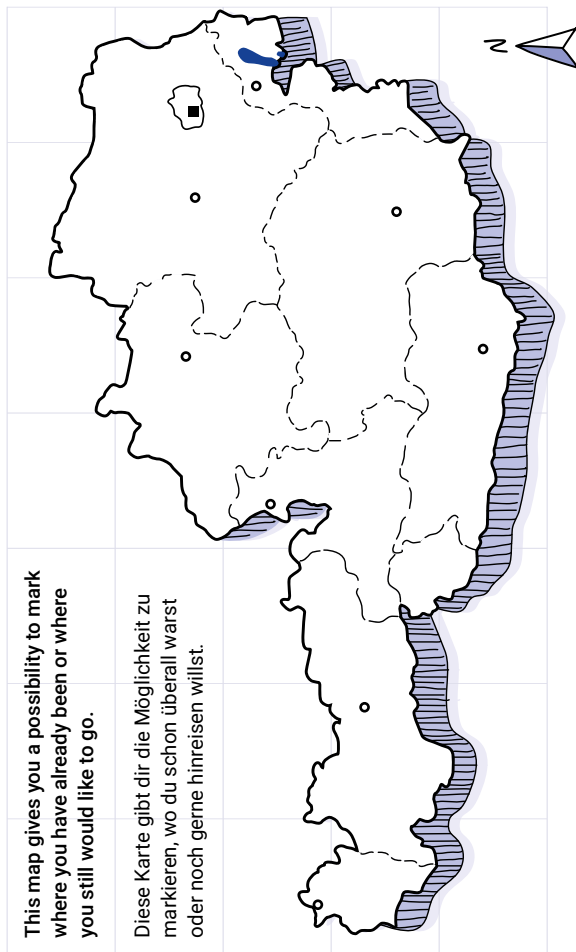 This map gives you a possibility to mark
where you have already been or where
you still would like to go.
Diese Karte gibt dir die Möglichkeit zu
markieren, wo du schon überall warst
oder noch gerne hinreisen willst.
N